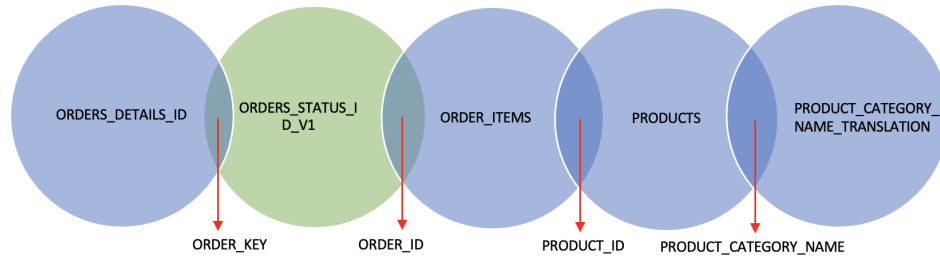 ORDERS_DETAILS_ID
ORDERS_STATUS_I
D_V1
ORDER_ITEMS
PRODUCTS
PRODUCT_CATEGORY_
NAME_TRANSLATION
ORDER_KEY
ORDER_ID
PRODUCT_ID
PRODUCT_CATEGORY_NAME